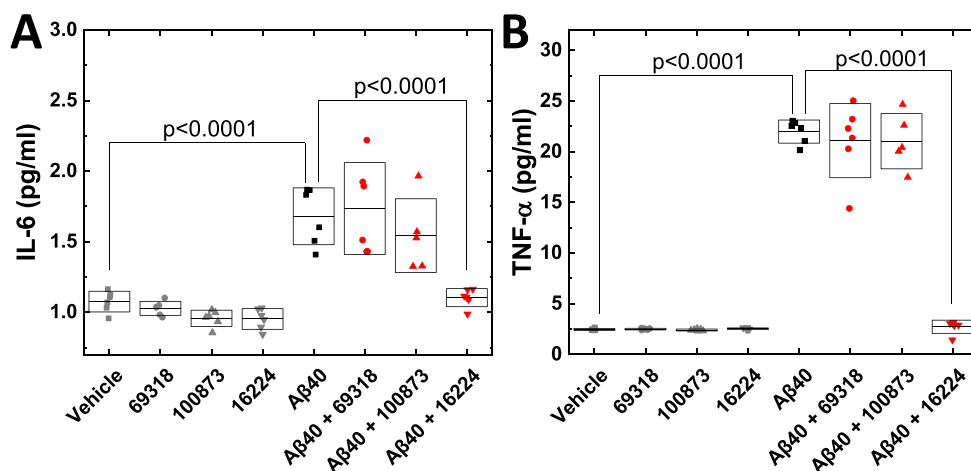 A
IL-6 (pg/ml)
3.0
2.5
2.0
1.5
1.0
p<0.0001
p<0.0001
Vehicle
69318
100873
16224
Aβ40
Aβ40 + 69318
Aβ40 + 100873
Aβ40 + 16224
B
TNF-α (pg/ml)
30
25
20
15
10
5
0
p<0.0001
p<0.0001
Vehicle
69318
100873
16224
Aβ40
Aβ40 + 69318
Aβ40 + 100873
Aβ40 + 16224